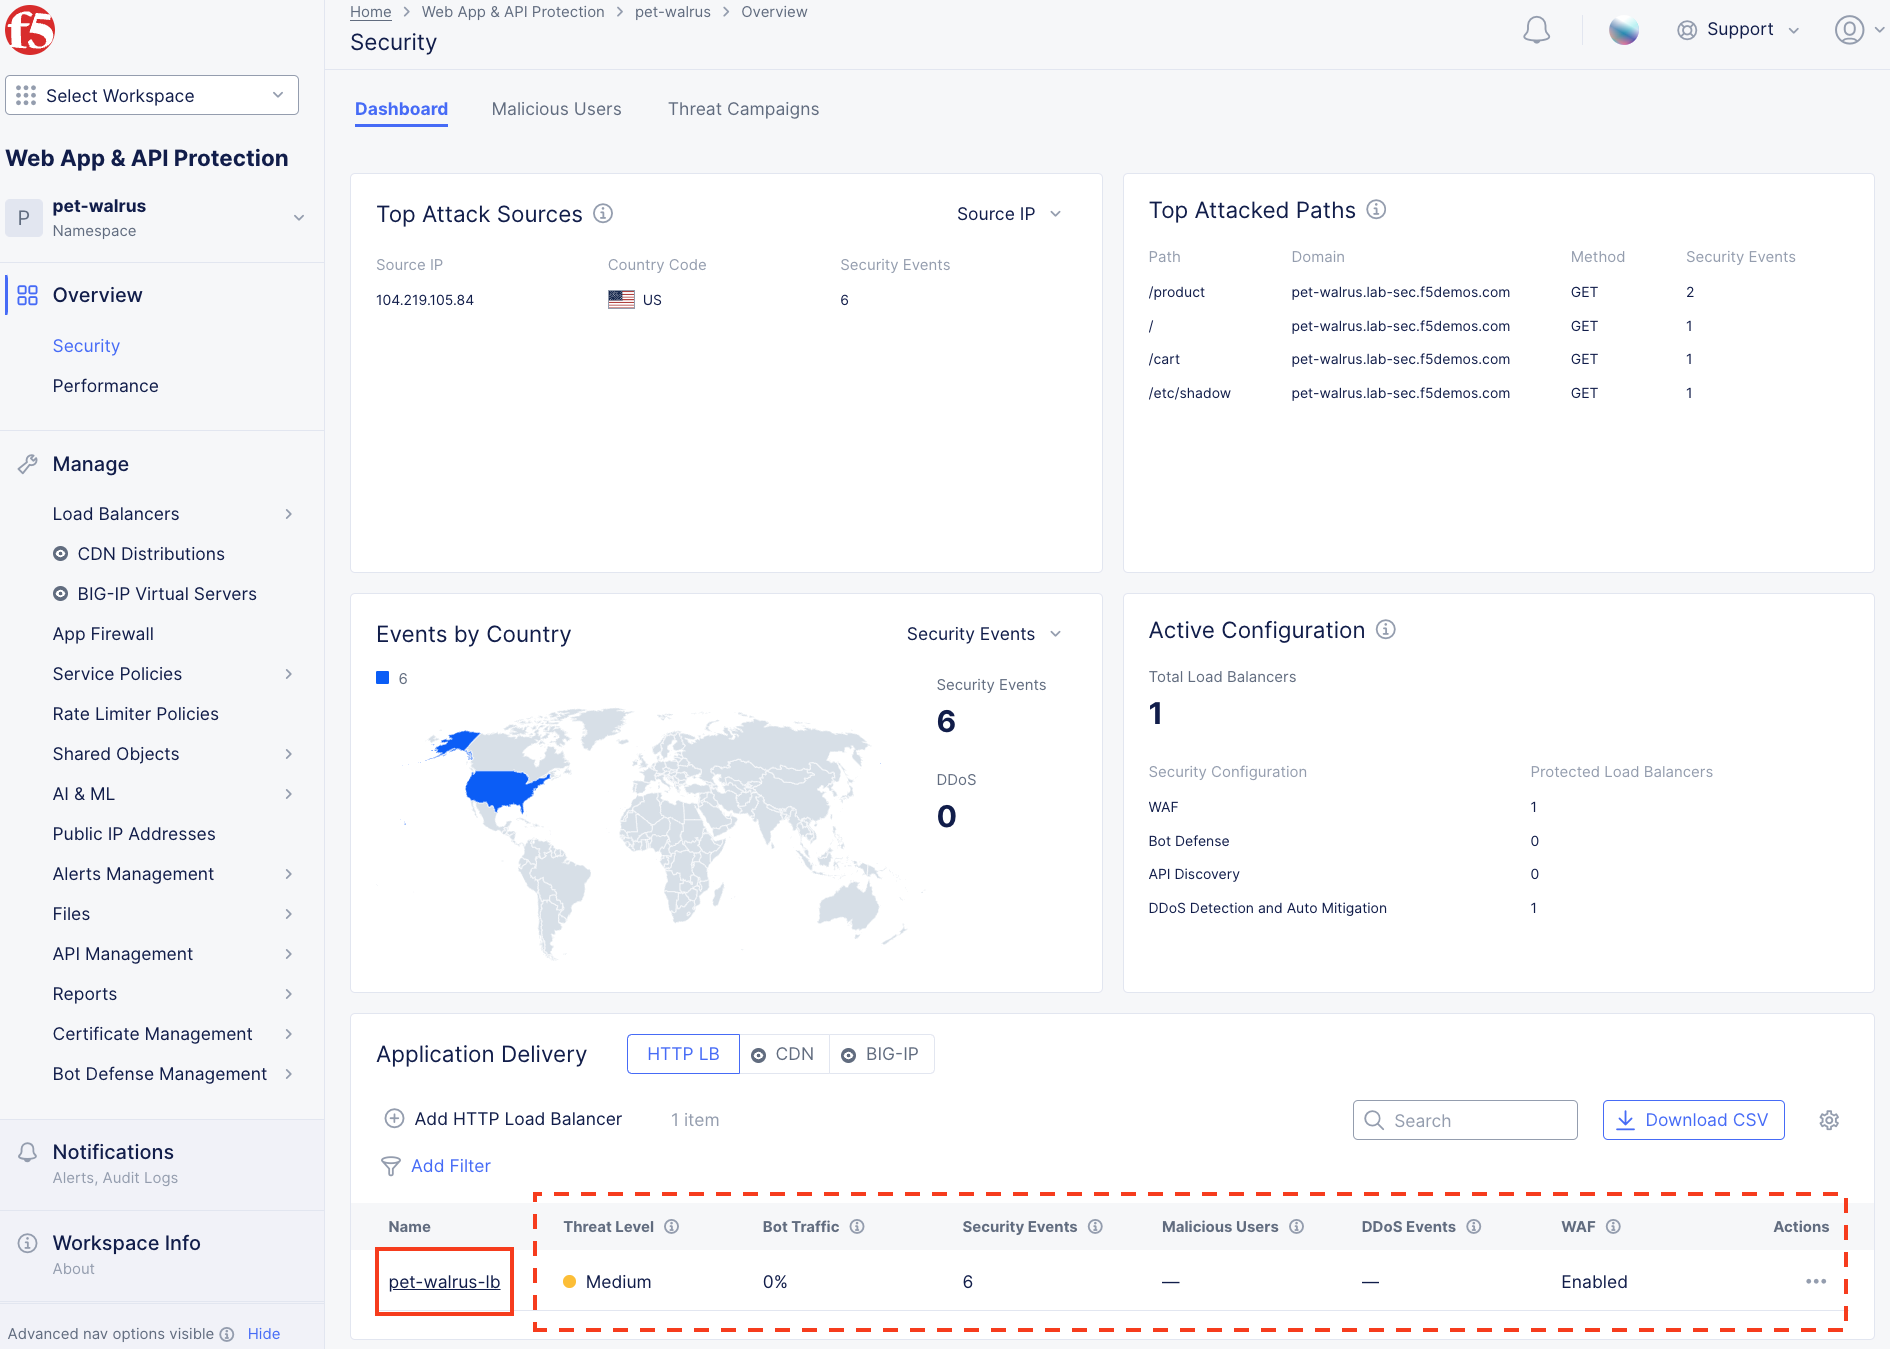 f5
Home > Web App & API Protection > pet-walrus > Overview
Security
Support
Select Workspace
Web App & API Protection
P
pet-walrus
Namespace
Overview
Security
Performance
Manage
Load Balancers
CDN Distributions
BIG-IP Virtual Servers
App Firewall
Service Policies
Rate Limiter Policies
Shared Objects
AI & ML
Public IP Addresses
Alerts Management
Files
API Management
Reports
Certificate Management
Bot Defense Management
Notifications
Alerts, Audit Logs
Workspace Info
About
Advanced nav options visible Hide
Dashboard Malicious Users Threat Campaigns
Top Attack Sources Source IP
Source IP Country Code Security Events
104.219.105.84 US 6
Top Attacked Paths
Path Domain Method Security Events
/product pet-walrus.lab-sec.f5demos.com GET 2
/ pet-walrus.lab-sec.f5demos.com GET 1
/cart pet-walrus.lab-sec.f5demos.com GET 1
/etc/shadow pet-walrus.lab-sec.f5demos.com GET 1
Events by Country Security Events
6
Security Events
6
DDoS
0
Active Configuration
Total Load Balancers
1
Security Configuration Protected Load Balancers
WAF 1
Bot Defense 0
API Discovery 0
DDoS Detection and Auto Mitigation 1
Application Delivery HTTP LB CDN BIG-IP
Add HTTP Load Balancer 1 item Search Download CSV
Add Filter
Name Threat Level Bot Traffic Security Events Malicious Users DDoS Events WAF Actions
pet-walrus-lb Medium 0% 6 — — Enabled •••